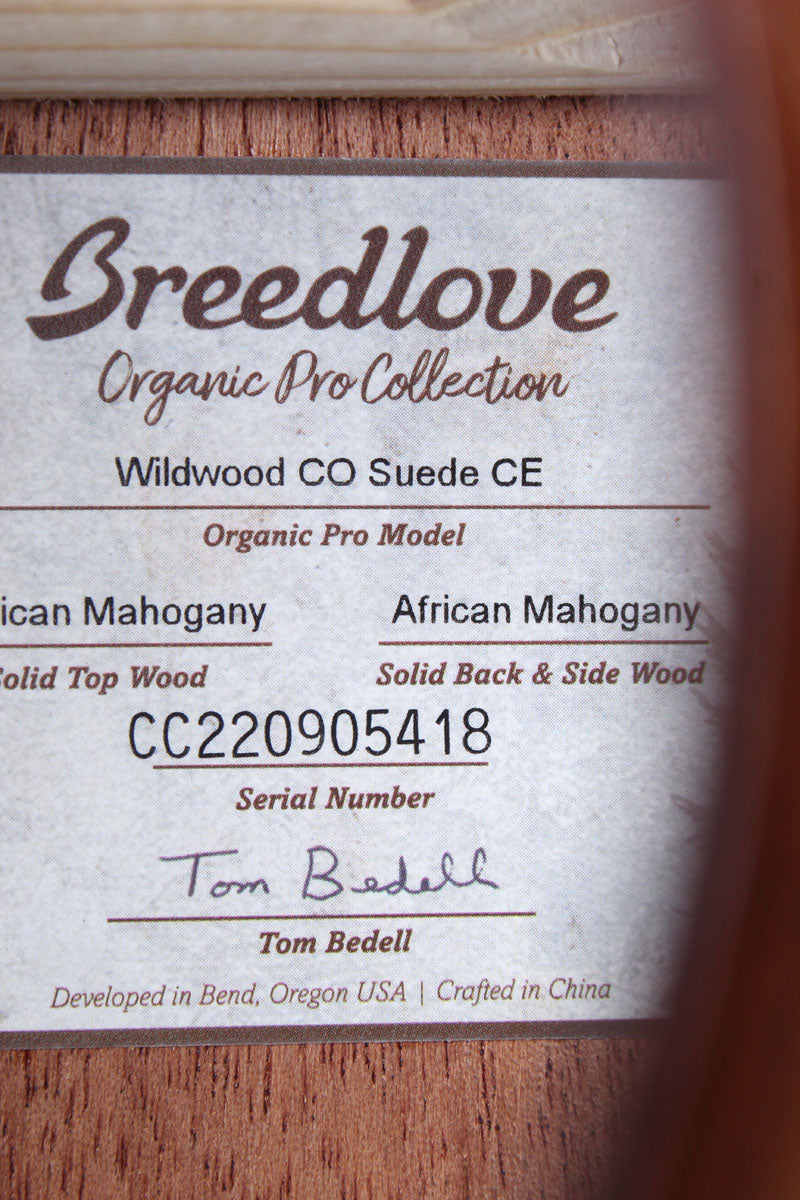 Breedlove
Organic Pro Collection
Wildwood CO Suede CE
Organic Pro Model
ican Mahogany African Mahogany
Solid Top Wood Solid Back & Side Wood
CC220905418
Serial Number
Tom Bedell
Tom Bedell
Developed in Bend, Oregon USA | Crafted in China